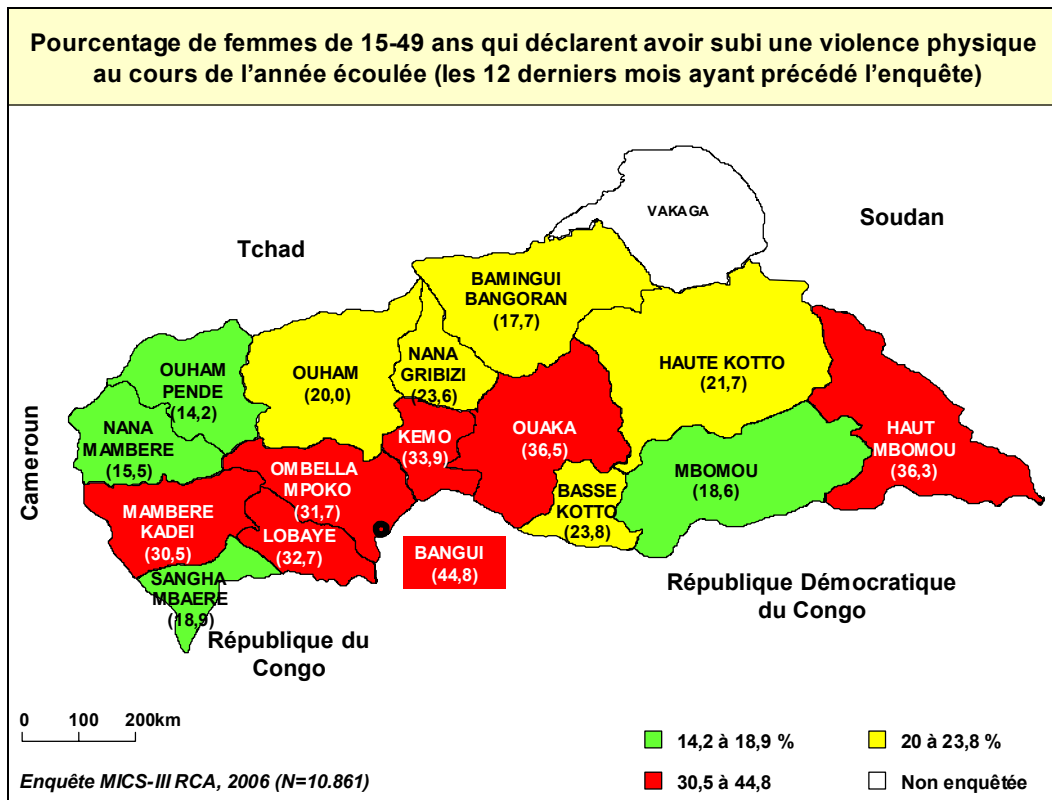 Pourcentage de femmes de 15-49 ans qui déclarent avoir subi une violence physique
au cours de l'année écoulée (les 12 derniers mois ayant précédé l'enquête)
VAKAGA
Soudan
Tchad
BAMINGUI
BANGORAN
(17,7)
OUHAM
PENDE
(14,2)
OUHAM
(20,0)
NANA
GRIBIZI
(23,6)
HAUTE KOTTO
(21,7)
NANA
MAMBERE
(15,5)
KEMO
(33,9)
OUAKA
(36,5)
HAUT
MBOMOU
(36,3)
Cameroun
OMBELLA
MPOKO
(31,7)
BASSE
KOTTO
(23,8)
MBOMOU
(18,6)
MAMBERE
KADEI
(30,5)
LOBAYE
(32,7)
BANGUI
(44,8)
SANGHA
MBAERE
(18,9)
République du
Congo
République Démocratique
du Congo
0 100 200km
14,2 à 18,9 %
20 à 23,8 %
30,5 à 44,8
Non enquêtée
Enquête MICS-III RCA, 2006 (N=10.861)